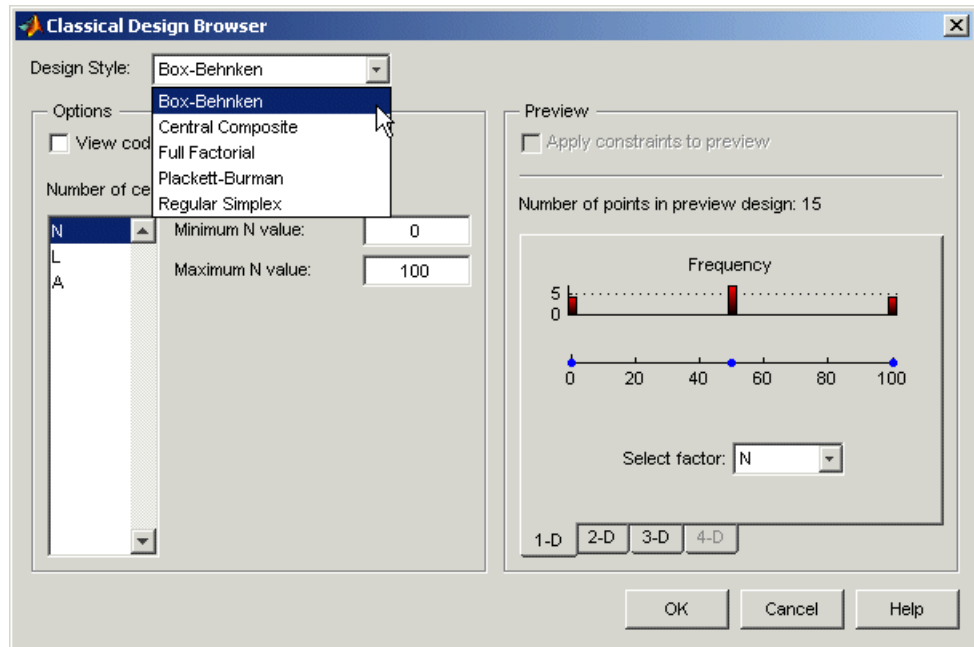 Classical Design Browser
Design Style:
Box-Behnken
Box-Behnken
Central Composite
Full Factorial
Plackett-Burman
Regular Simplex
Options
View cod
Number of ce
N
L
A
Minimum N value:
0
Maximum N value:
100
Preview
Apply constraints to preview
Number of points in preview design: 15
Frequency
5
0
0 20 40 60 80 100
Select factor: N
1-D 2-D 3-D 4-D
OK Cancel Help